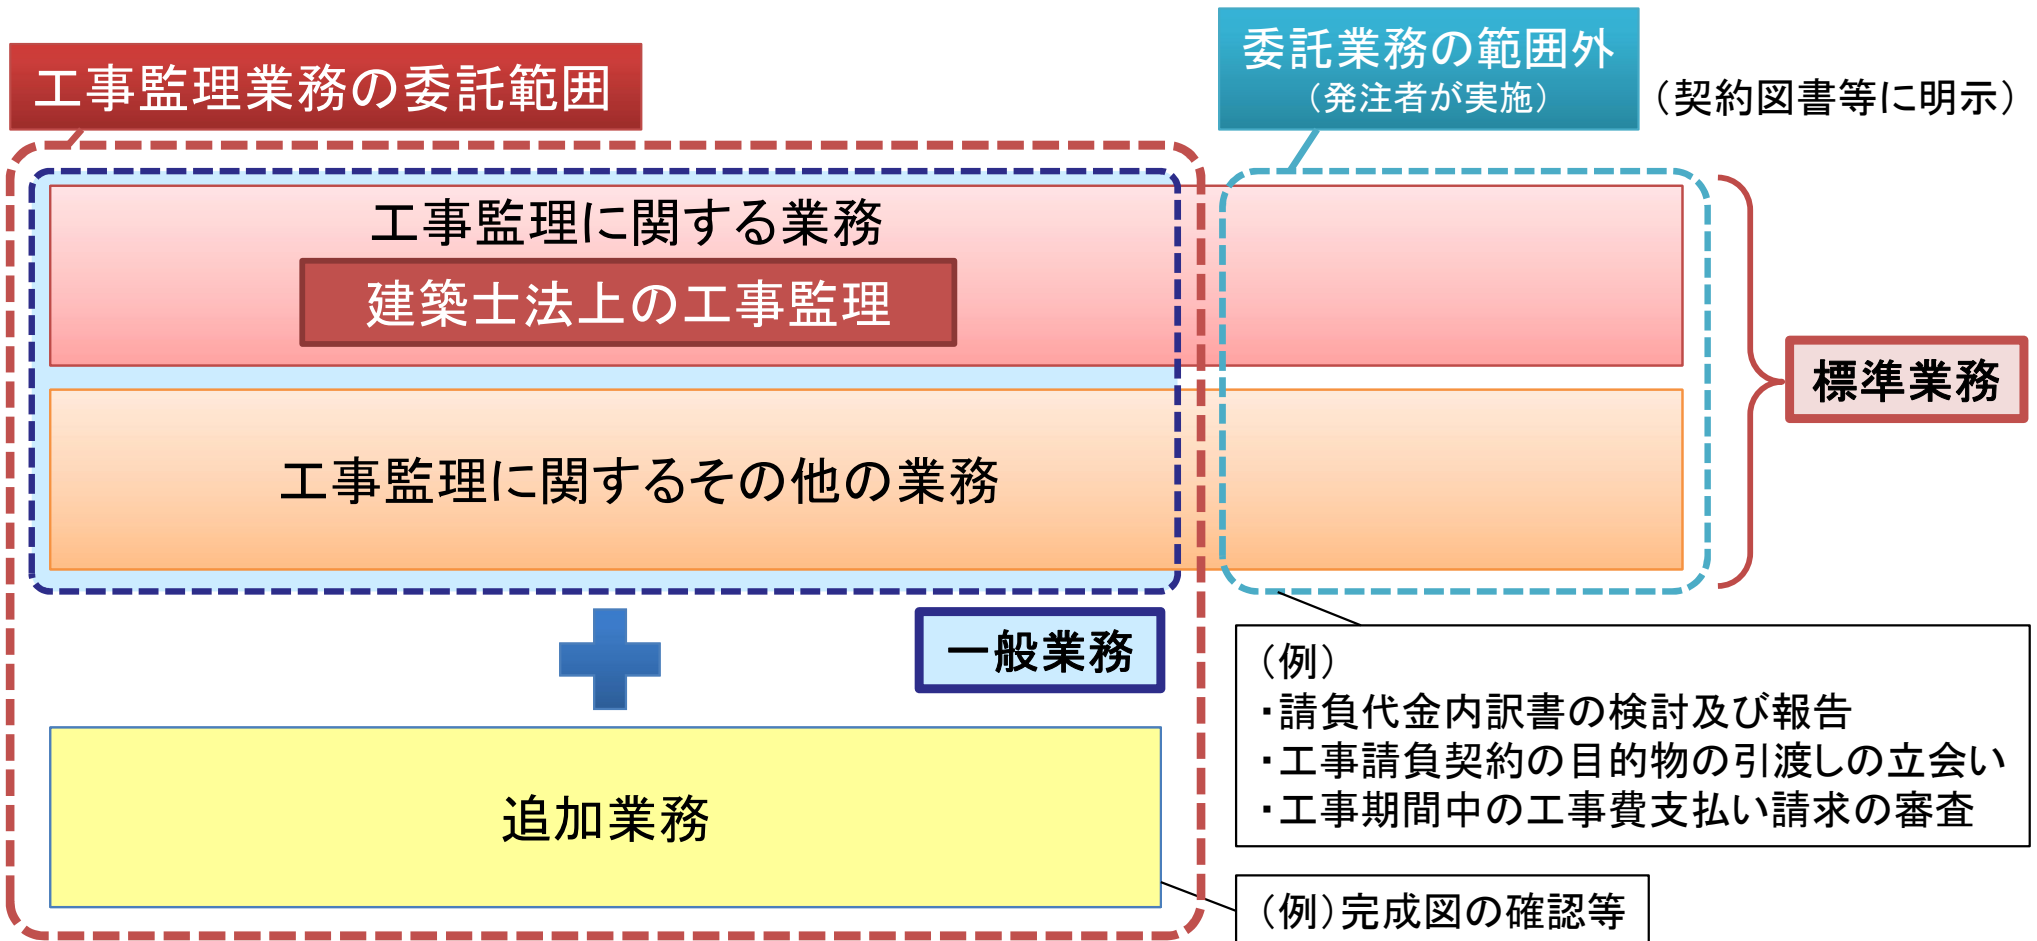 工事監理業務の委託範囲
委託業務の範囲外
（発注者が実施）
（契約図書等に明示）
工事監理に関する業務
建築士法上の工事監理
工事監理に関するその他の業務
標準業務
一般業務
追加業務
（例）
・請負代金内訳書の検討及び報告
・工事請負契約の目的物の引渡しの立会い
・工事期間中の工事費支払い請求の審査
（例）完成図の確認等